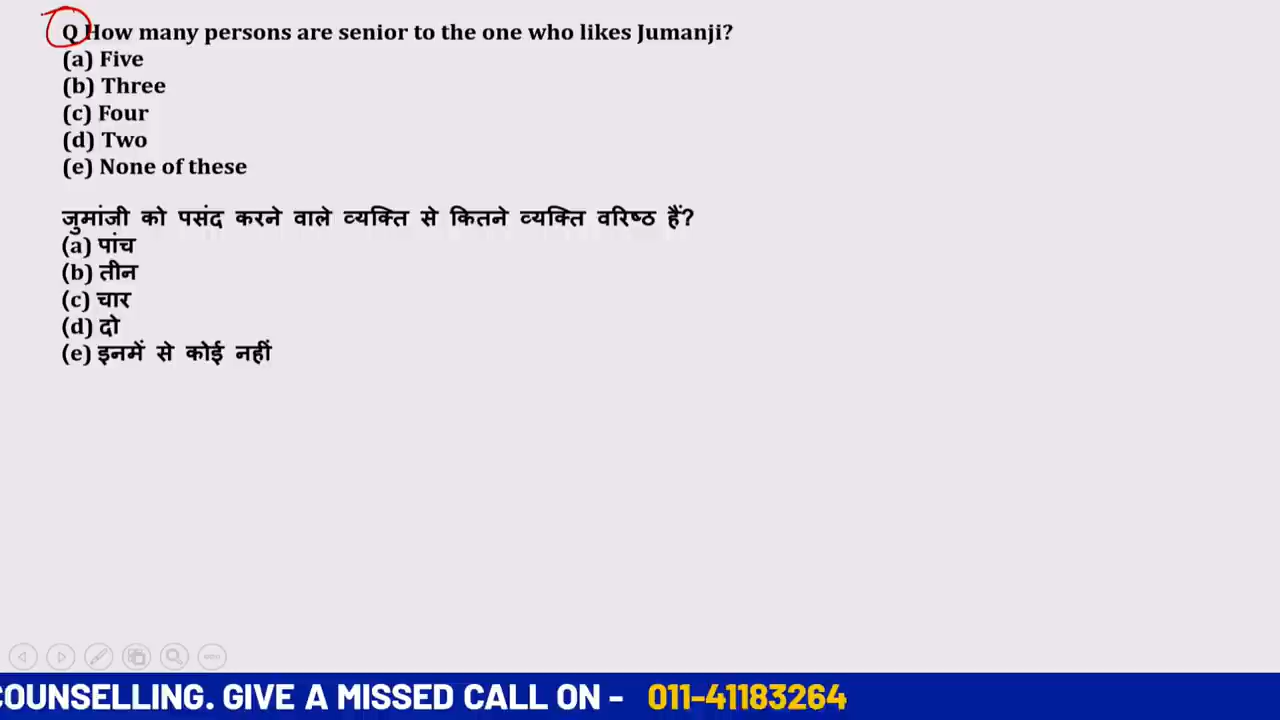 Q How many persons are senior to the one who likes Jumanji?
(a) Five
(b) Three
(c) Four
(d) Two
(e) None of these
जुमांजी को पसंद करने वाले व्यक्ति से कितने व्यक्ति वरिष्ठ हैं?
(a) पांच
(b) तीन
(c) चार
(d) दो
(e) इनमें से कोई नहीं
COUNSELLING. GIVE A MISSED CALL ON - 011-41183264